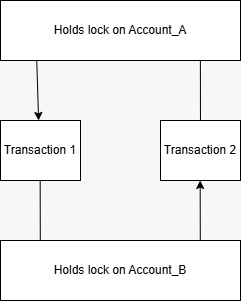 Holds lock on Account_A
Transaction 1
Transaction 2
Holds lock on Account_B